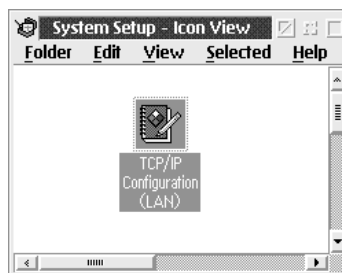 System Setup - Icon View
Folder Edit View Selected Help
TCP/IP
Configuration
(LAN)